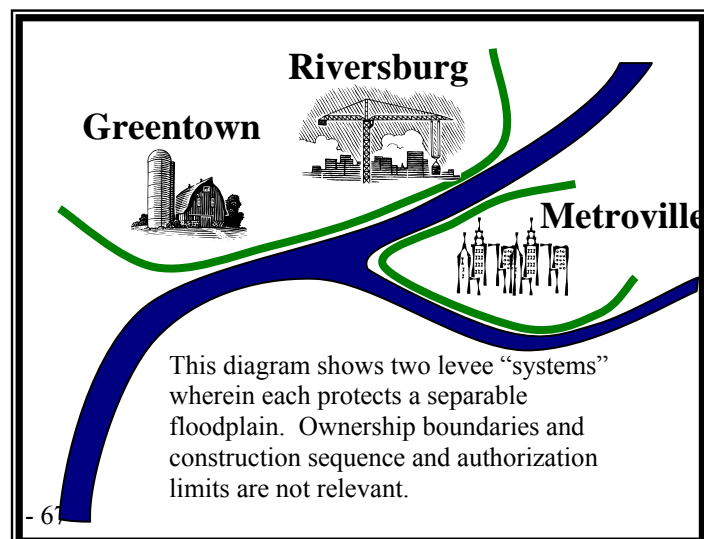 Riversburg
Greentown
Metroville
This diagram shows two levee “systems”
wherein each protects a separable
floodplain.  Ownership boundaries and
construction sequence and authorization
limits are not relevant.
- 67